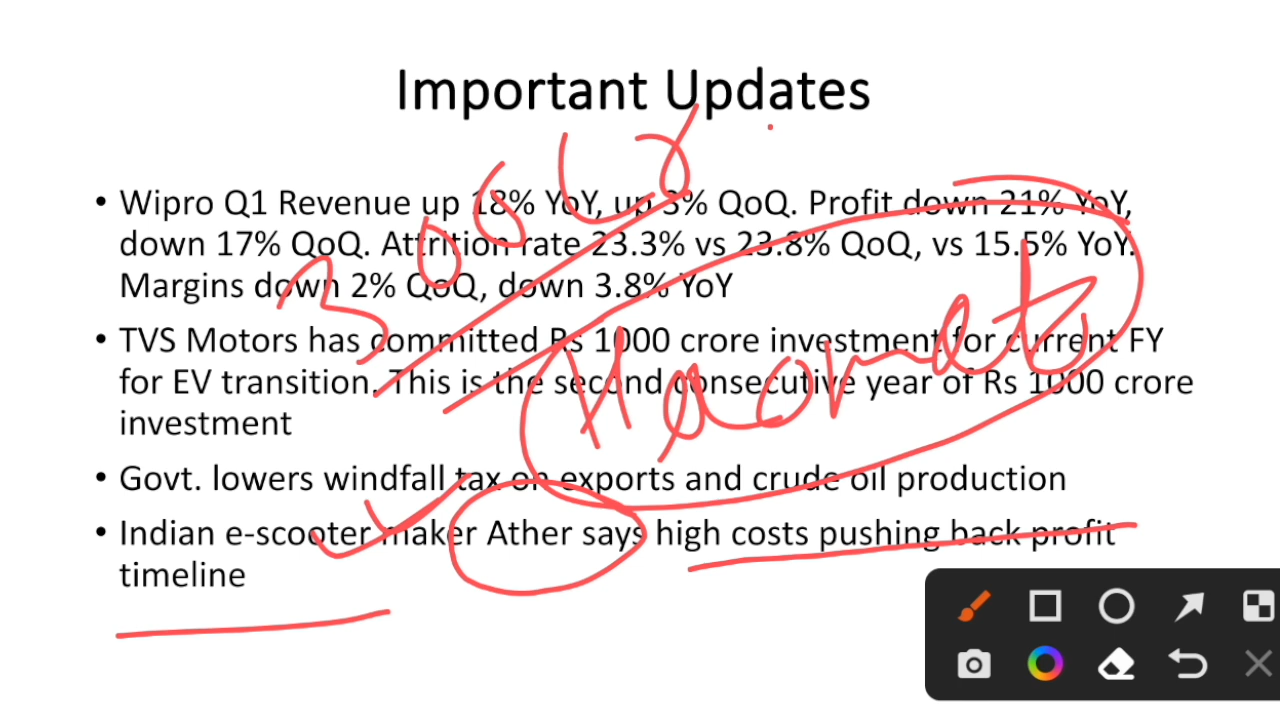 Important Updates
• Wipro Q1 Revenue up 18% YoY, up 3% QoQ. Profit down 21% YoY,
down 17% QoQ. Attrition rate 23.3% vs 23.8% QoQ, vs 15.5% YoY.
Margins down 2% QoQ, down 3.8% YoY
• TVS Motors has committed Rs 1000 crore investment for current FY
for EV transition. This is the second consecutive year of Rs 1000 crore
investment
• Govt. lowers windfall tax on exports and crude oil production
• Indian e-scooter maker Ather says high costs pushing back profit
timeline
300Cr